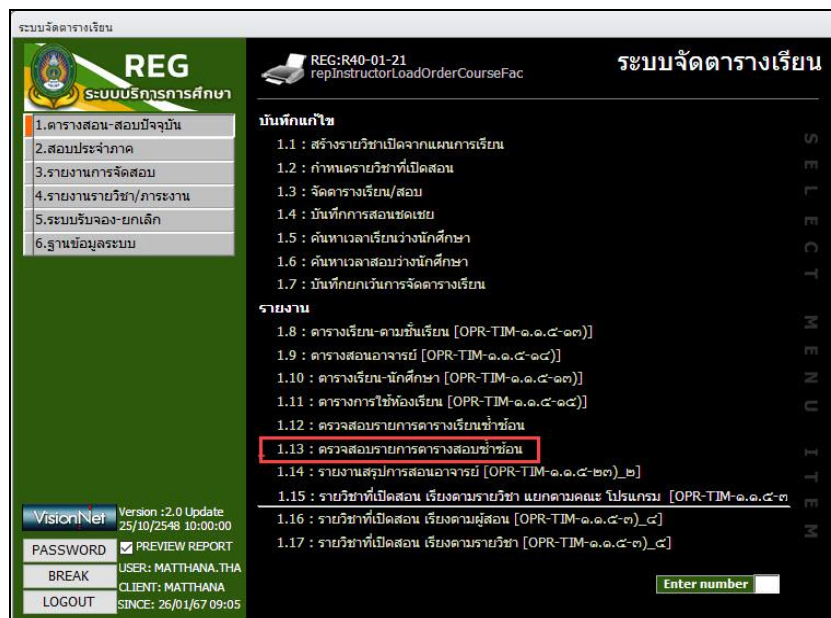 ระบบจัดตารางเรียน
REG
ระบบบริการการศึกษา
REG:R40-01-21
repInstructorLoadOrderCourseFac
ระบบจัดตารางเรียน
1.ตารางสอน-สอบปัจจุบัน
2.สอบประจำภาค
3.รายงานการจัดสอบ
4.รายงานรายวิชา/ภาระงาน
5.ระบบรับจอง-ยกเลิก
6.ฐานข้อมูลระบบ
บันทึกแก้ไข
1.1 : สร้างรายวิชาเปิดจากแผนการเรียน
1.2 : กำหนดรายวิชาที่เปิดสอน
1.3 : จัดตารางเรียน/สอบ
1.4 : บันทึกการสอนชดเชย
1.5 : ค้นหาเวลาเรียนว่างนักศึกษา
1.6 : ค้นหาเวลาสอบว่างนักศึกษา
1.7 : บันทึกยกเว้นการจัดตารางเรียน
รายงาน
1.8 : ตารางเรียน-ตามชั้นเรียน [OPR-TIM-๑.๑.๕-๑๓)]
1.9 : ตารางสอนอาจารย์ [OPR-TIM-๑.๑.๕-๑๔)]
1.10 : ตารางเรียน-นักศึกษา [OPR-TIM-๑.๑.๕-๑๓)]
1.11 : ตารางการใช้ห้องเรียน [OPR-TIM-๑.๑.๕-๑๕)]
1.12 : ตรวจสอบรายการตารางเรียนซ้ำซ้อน
1.13 : ตรวจสอบรายการตารางสอบซ้ำซ้อน
1.14 : รายงานสรุปการสอนอาจารย์ [OPR-TIM-๑.๑.๕-๒๓)_๒]
1.15 : รายวิชาที่เปิดสอน เรียงตามรายวิชา แยกตามคณะ โปรแกรม [OPR-TIM-๑.๑.๕-๓
1.16 : รายวิชาที่เปิดสอน เรียงตามผู้สอน [OPR-TIM-๑.๑.๕-๓)_๔]
1.17 : รายวิชาที่เปิดสอน เรียงตามรายวิชา [OPR-TIM-๑.๑.๕-๓)_๕]
SELECT MENU ITEM
VisionNet
Version :2.0 Update
25/10/2548 10:00:00
PASSWORD
PREVIEW REPORT
BREAK
USER: MATTHANA.THA
CLIENT: MATTHANA
LOGOUT
SINCE: 26/01/67 09:05
Enter number